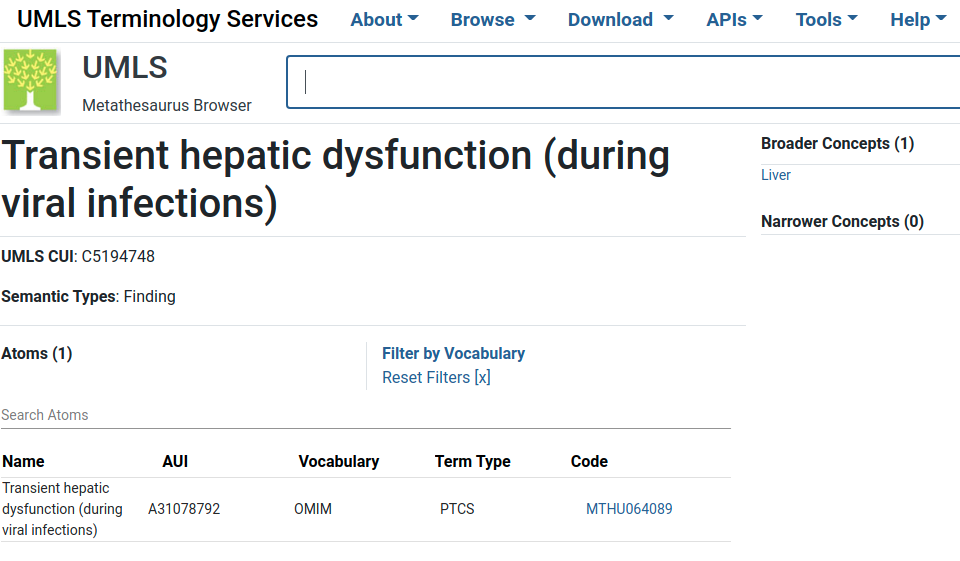 UMLS Terminology Services About Browse Download APIs Tools Help
UMLS
Metathesaurus Browser
Transient hepatic dysfunction (during
viral infections)
UMLS CUI: C5194748
Semantic Types: Finding
Broader Concepts (1)
Liver
Narrower Concepts (0)
Atoms (1)
Filter by Vocabulary
Reset Filters [x]
Search Atoms
Name AUI Vocabulary Term Type Code
Transient hepatic
dysfunction (during
viral infections)
A31078792 OMIM PTCS MTHU064089